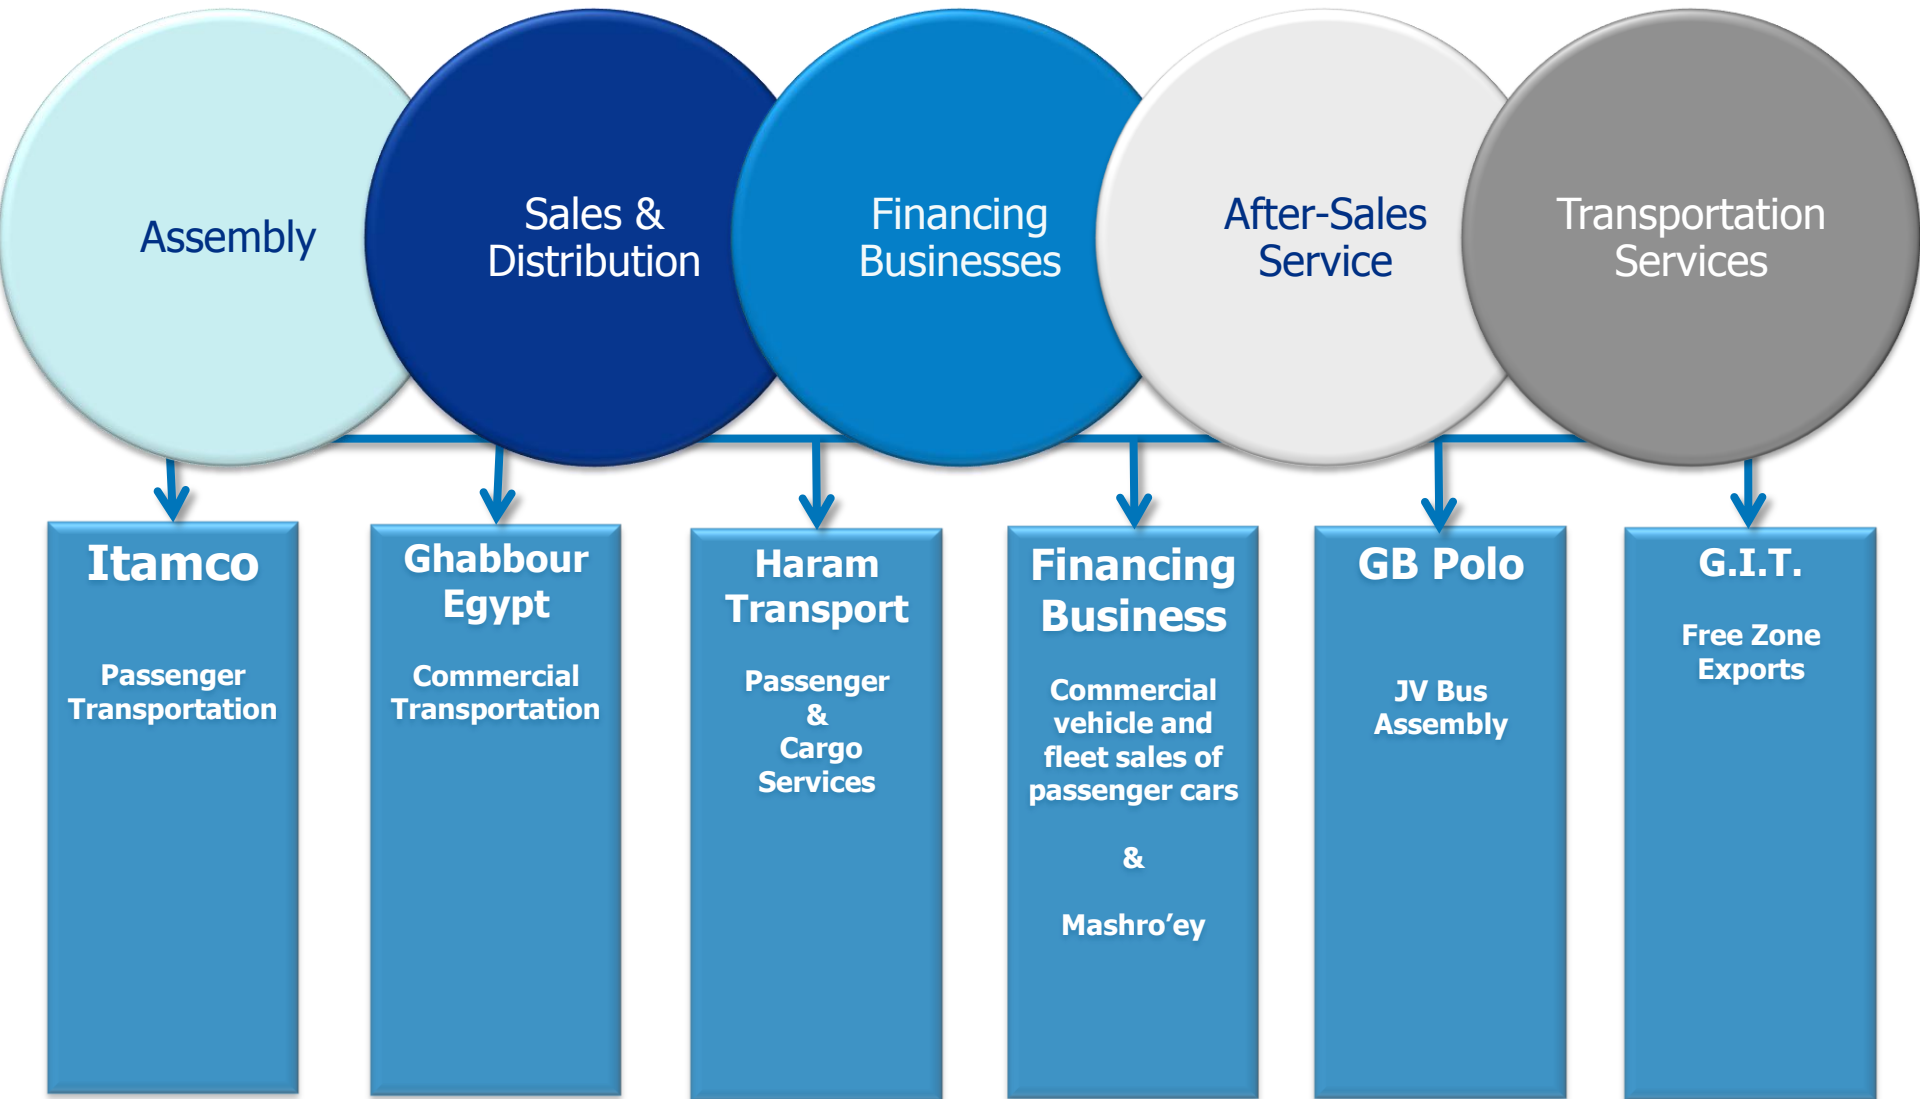 Assembly
Sales &
Distribution
Financing
Businesses
After-Sales
Service
Transportation
Services
Itamco
Passenger
Transportation
Ghabbour
Egypt
Commercial
Transportation
Haram
Transport
Passenger
&
Cargo
Services
Financing
Business
Commercial
vehicle and
fleet sales of
passenger cars
&
Mashro’ey
GB Polo
JV Bus
Assembly
G.I.T.
Free Zone
Exports